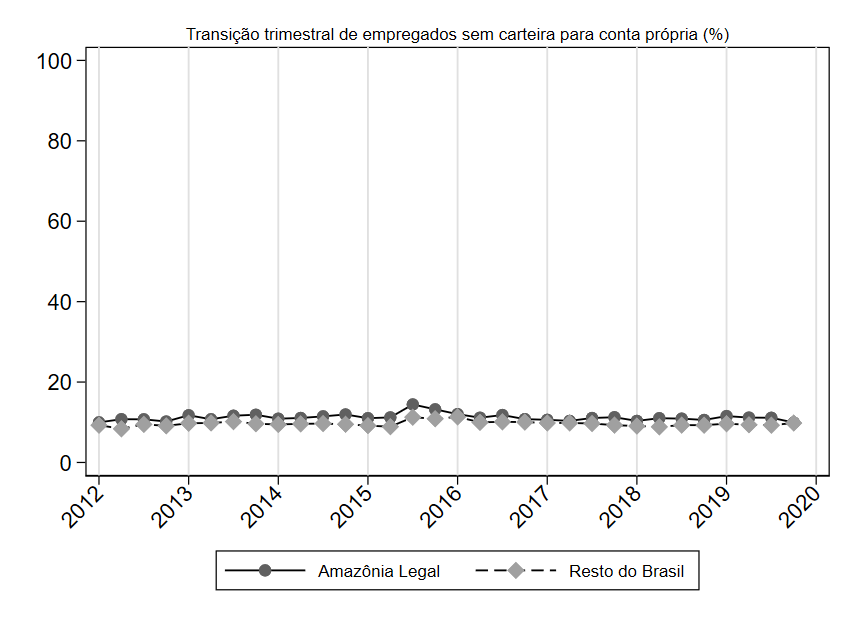 Transição trimestral de empregados sem carteira para conta própria (%)
100
80
60
40
20
0
2012 2013 2014 2015 2016 2017 2018 2019 2020
Amazônia Legal Resto do Brasil